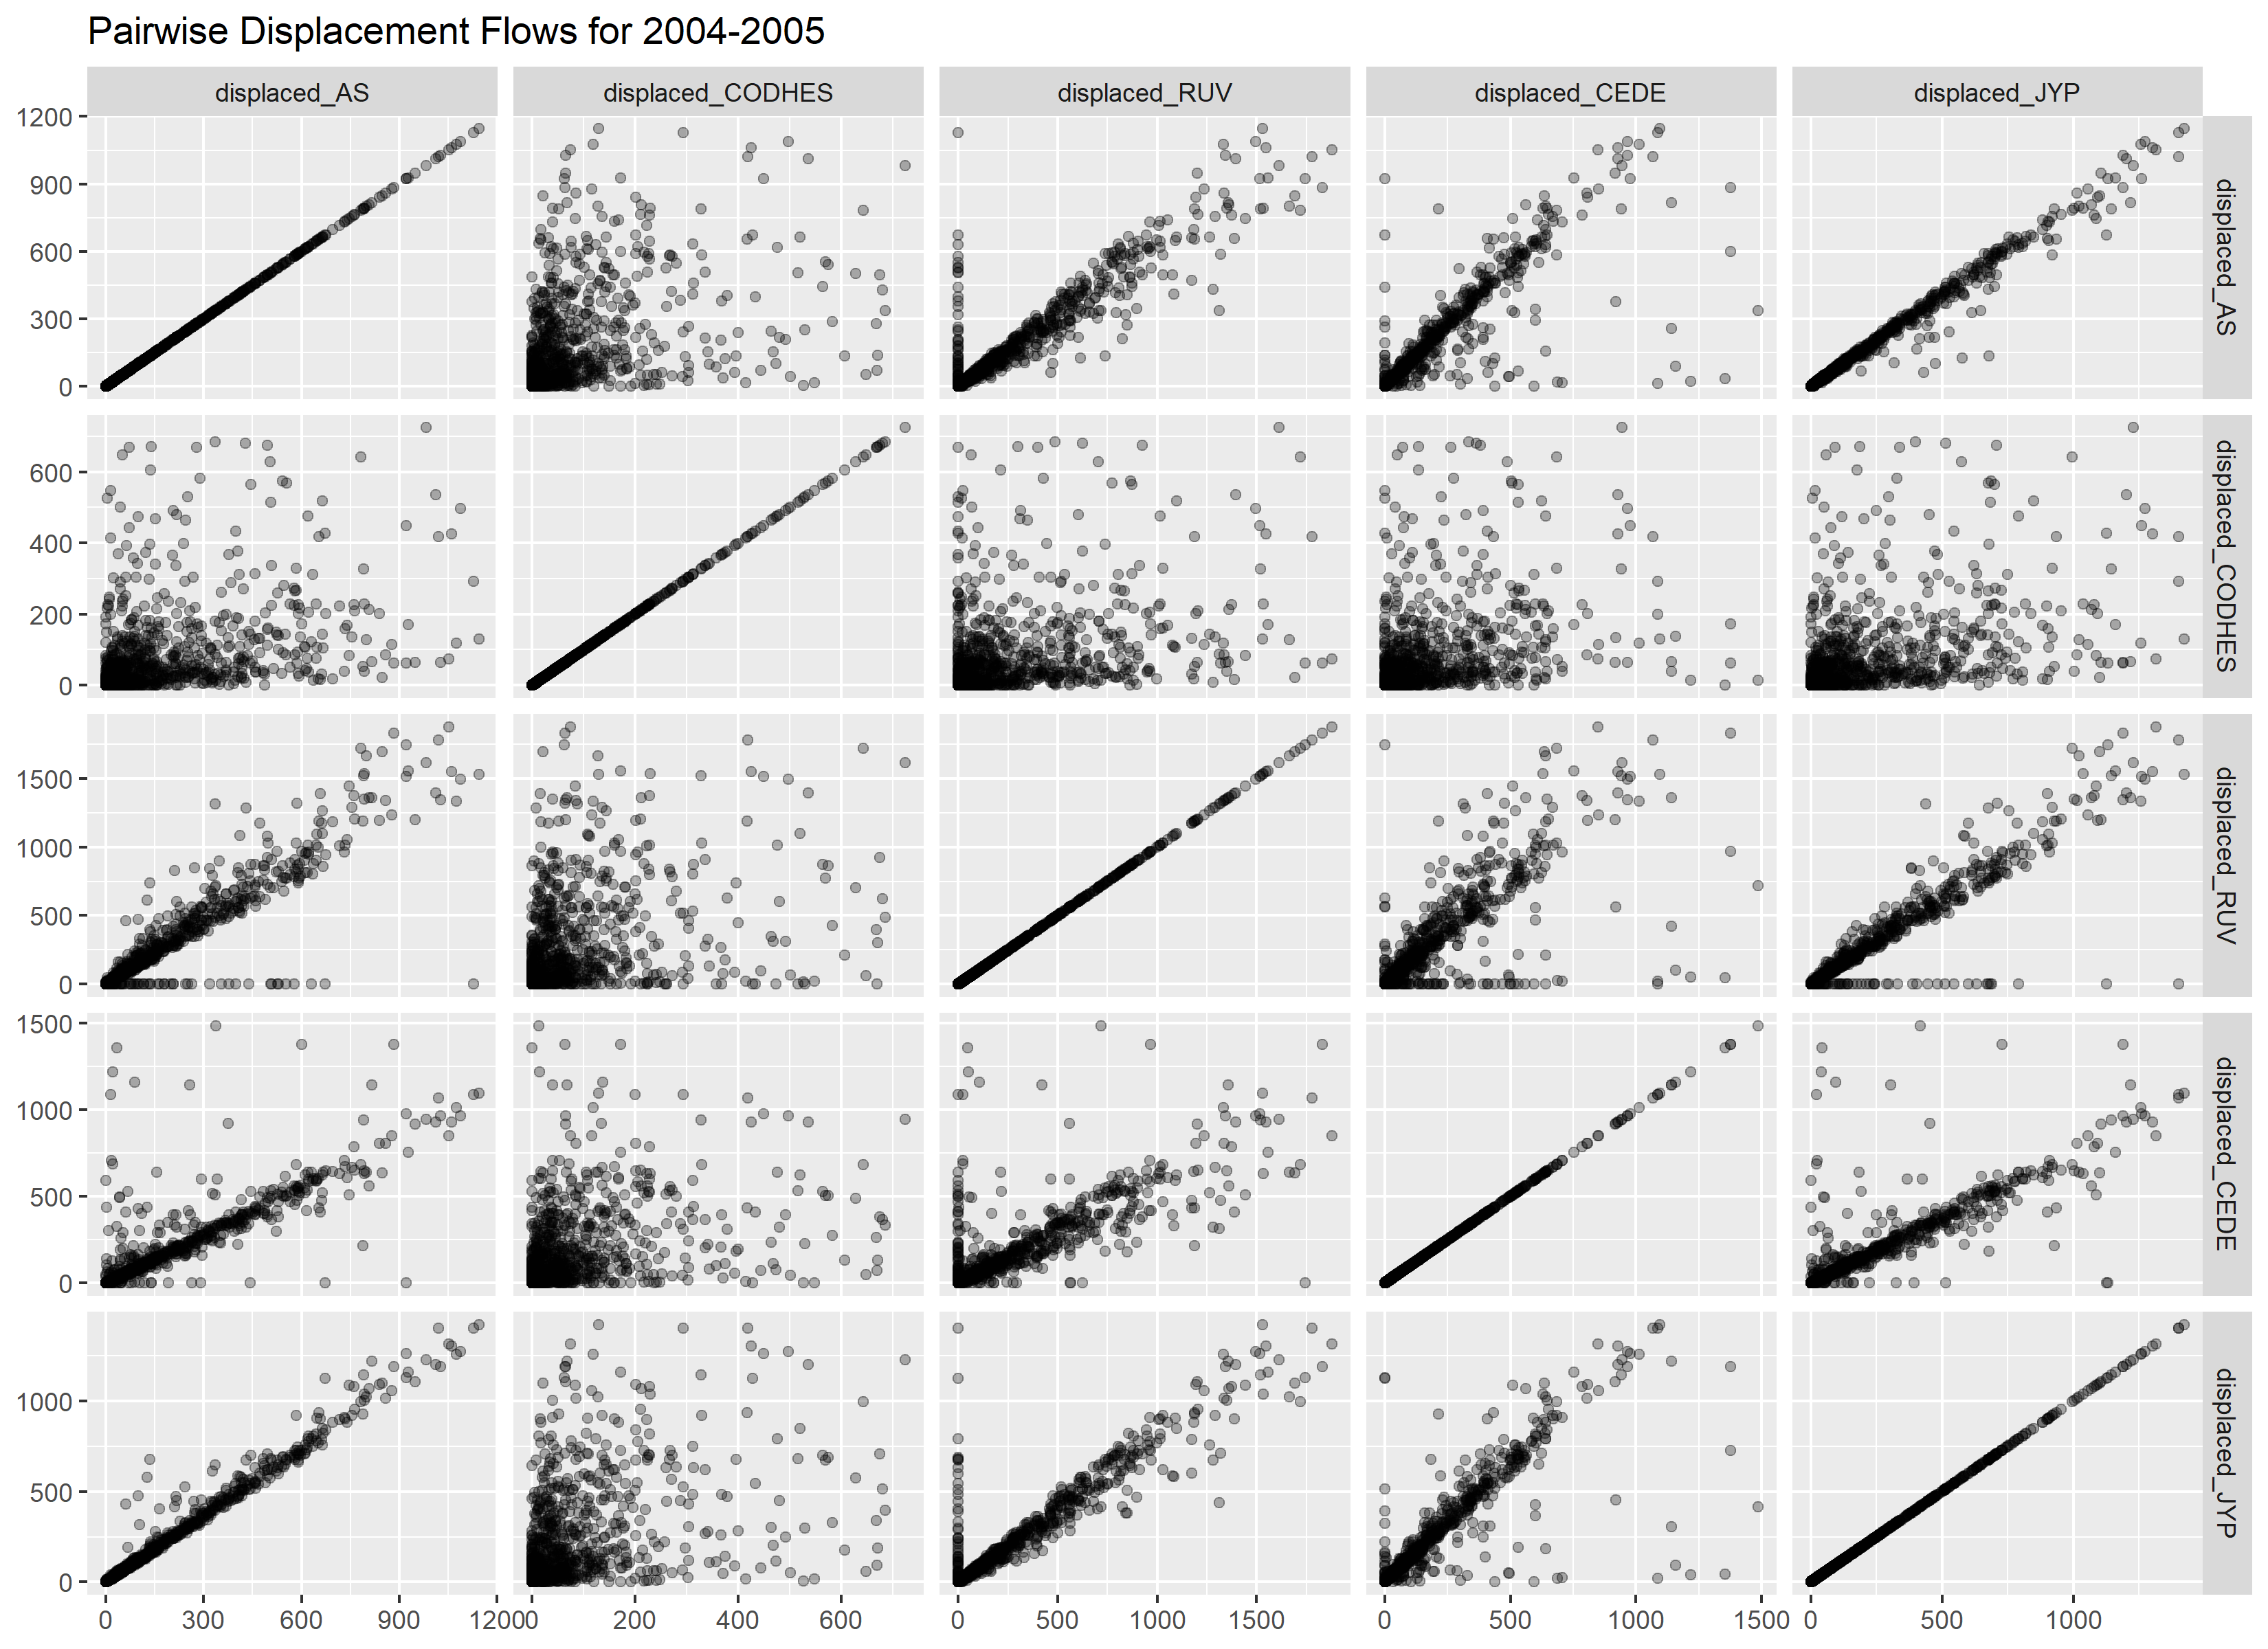 Pairwise Displacement Flows for 2004-2005
displaced_AS displaced_CODHES displaced_RUV displaced_CEDE displaced_JYP
1200
900
600
300
0
displaced_AS
600
400
200
0
displaced_CODHES
1500
1000
500
0
displaced_RUV
1500
1000
500
0
displaced_CEDE
1000
500
0
displaced_JYP
0 300 600 900 1200 0 200 400 600 0 500 1000 1500 0 500 1000 1500 0 500 1000